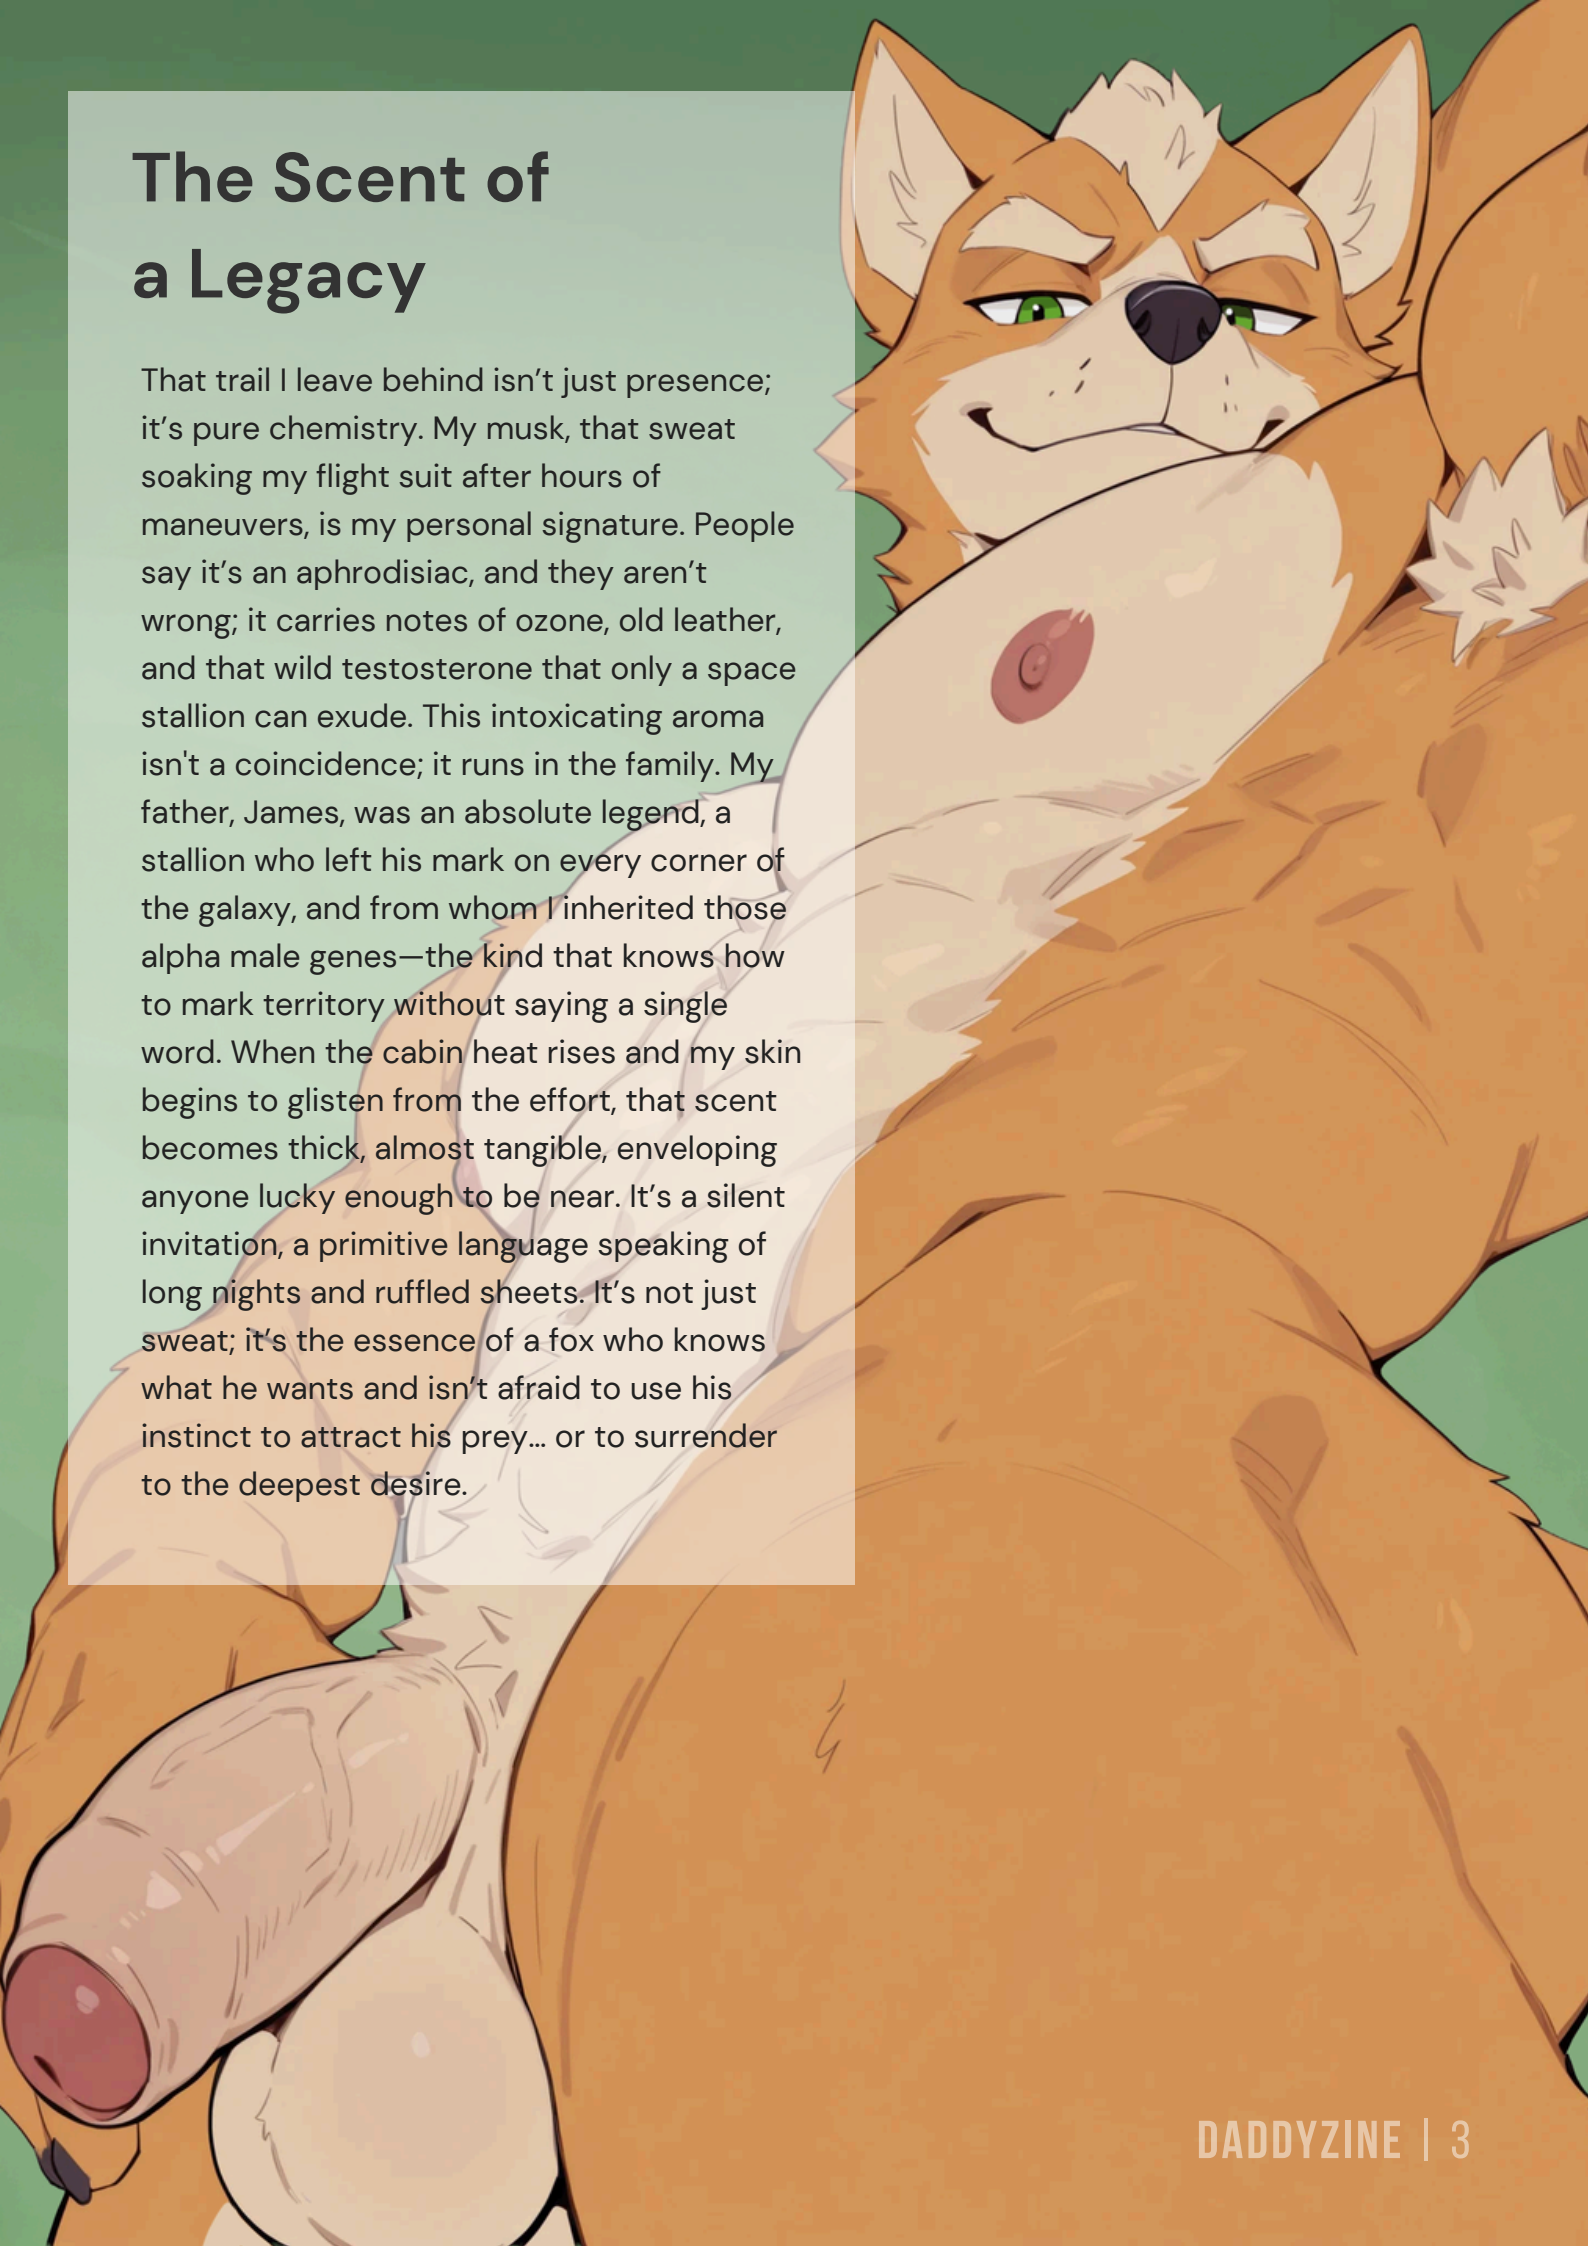 The Scent of
a Legacy
That trail I leave behind isn’t just presence;
it’s pure chemistry. My musk, that sweat
soaking my flight suit after hours of
maneuvers, is my personal signature. People
say it’s an aphrodisiac, and they aren’t
wrong; it carries notes of ozone, old leather,
and that wild testosterone that only a space
stallion can exude. This intoxicating aroma
isn't a coincidence; it runs in the family. My
father, James, was an absolute legend, a
stallion who left his mark on every corner of
the galaxy, and from whom I inherited those
alpha male genes—the kind that knows how
to mark territory without saying a single
word. When the cabin heat rises and my skin
begins to glisten from the effort, that scent
becomes thick, almost tangible, enveloping
anyone lucky enough to be near. It’s a silent
invitation, a primitive language speaking of
long nights and ruffled sheets. It’s not just
sweat; it’s the essence of a fox who knows
what he wants and isn’t afraid to use his
instinct to attract his prey... or to surrender
to the deepest desire.
DADDYZINE | 3